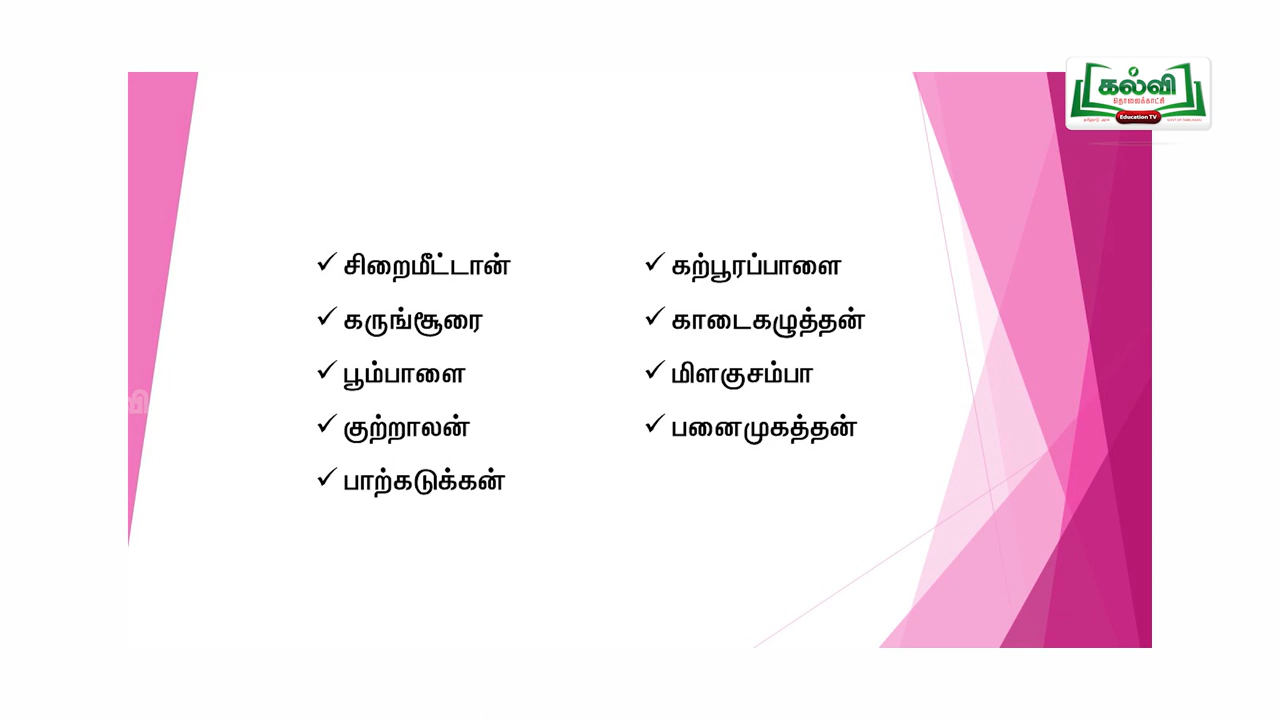 கல்வி
தொலைக்காட்சி
Education TV
சிறைமீட்டான்
கருங்சூரை
பூம்பாளை
குற்றாலன்
பாற்கடுக்கன்
கற்பூரப்பாளை
காடைகழுத்தன்
மிளகுசம்பா
பனைமுகத்தன்